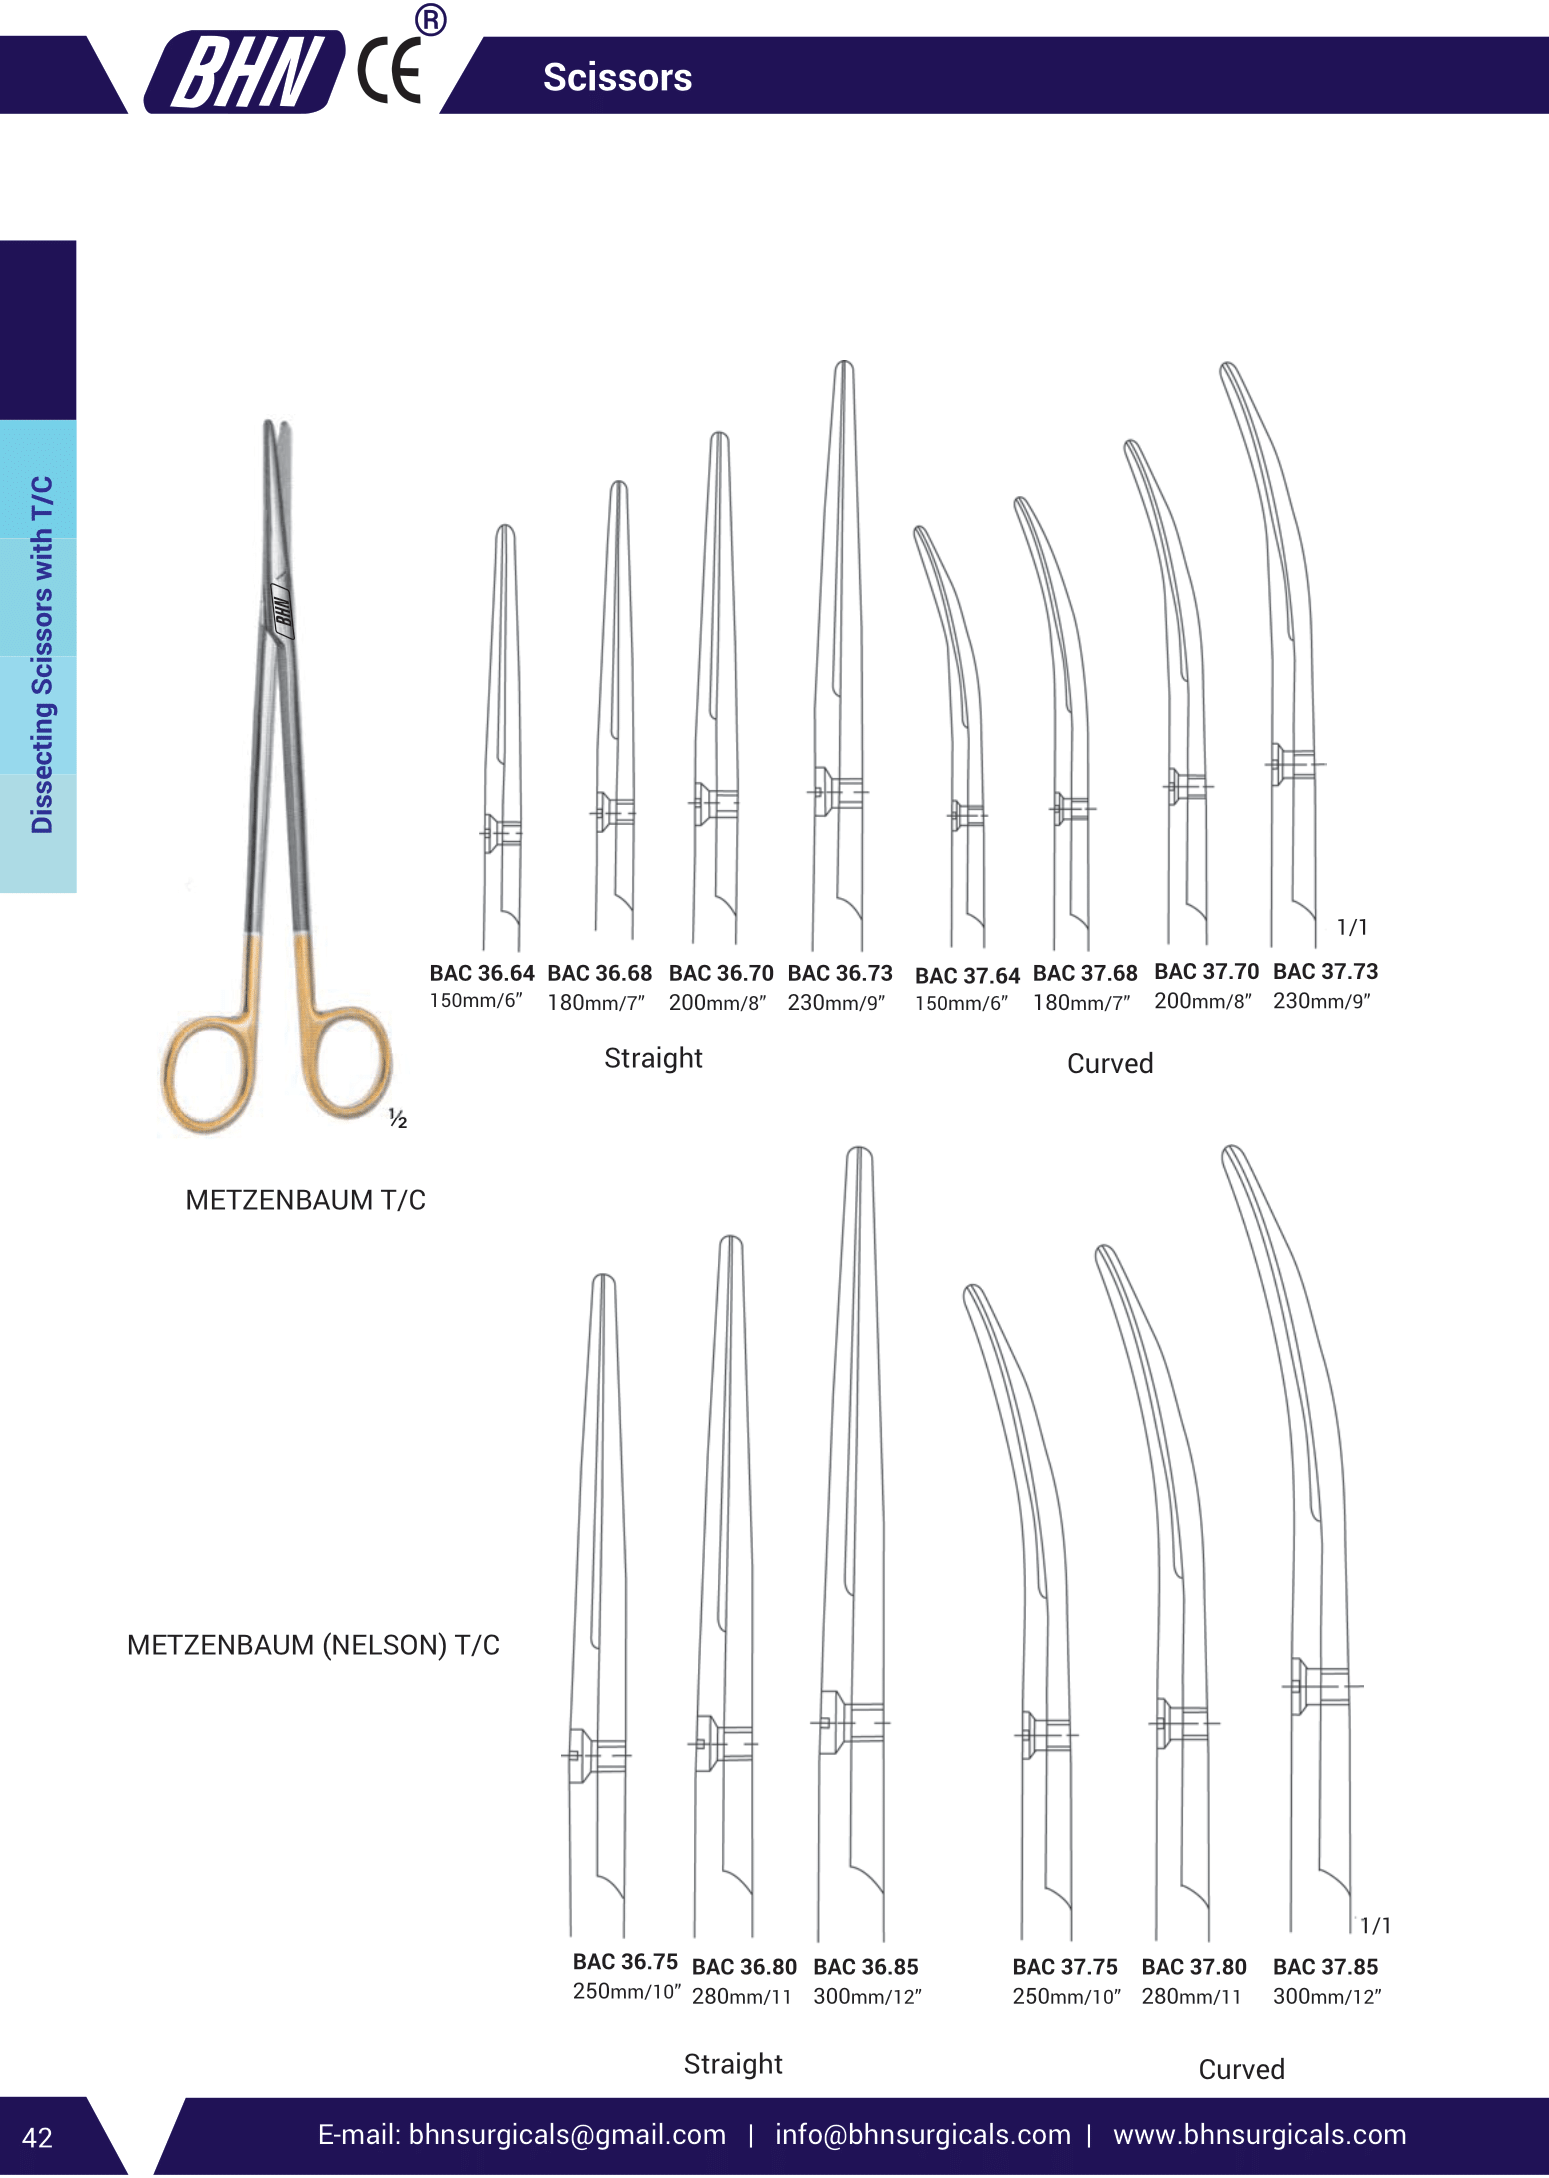 BHN CE ®
Scissors
Dissecting Scissors with T/C
BHN
1/1
BAC 36.64 BAC 36.68 BAC 36.70 BAC 36.73 BAC 37.64 BAC 37.68 BAC 37.70 BAC 37.73
150mm/6” 180mm/7” 200mm/8” 230mm/9” 150mm/6” 180mm/7” 200mm/8” 230mm/9”
Straight Curved
½
METZENBAUM T/C
METZENBAUM (NELSON) T/C
1/1
BAC 36.75 BAC 36.80 BAC 36.85 BAC 37.75 BAC 37.80 BAC 37.85
250mm/10” 280mm/11 300mm/12” 250mm/10” 280mm/11 300mm/12”
Straight Curved
42
E-mail: bhnsurgicals@gmail.com | info@bhnsurgicals.com | www.bhnsurgicals.com